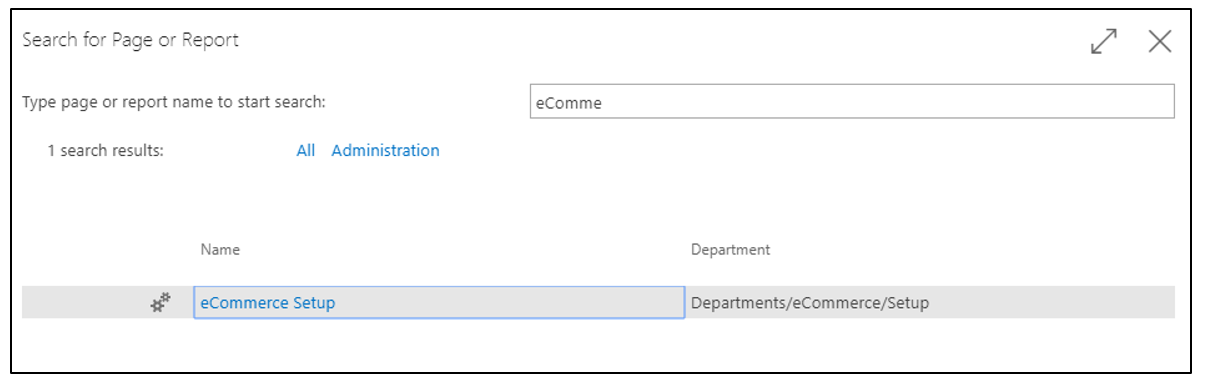 Search for Page or Report
Type page or report name to start search: eComme
1 search results: All Administration
Name Department
eCommerce Setup Departments/eCommerce/Setup